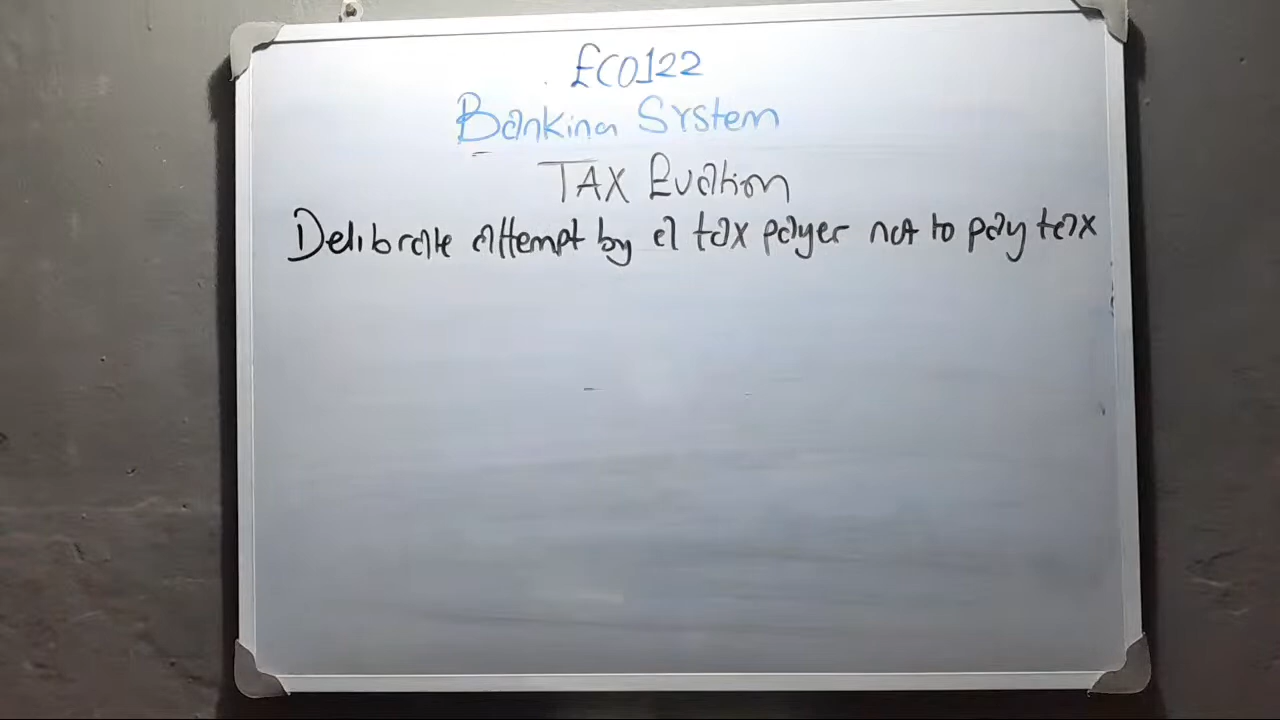 ECO122
Banking System
TAX Evation
Delibrate attempt by a tax payer not to pay tax